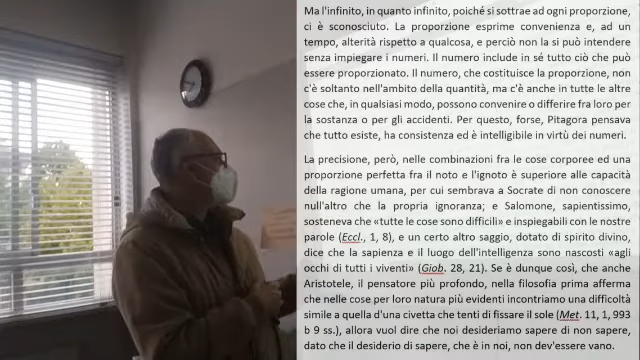 Ma l'infinito, in quanto infinito, poiché si sottrae ad ogni proporzione,
ci è sconosciuto. La proporzione esprime convenienza e, ad un
tempo, alterità rispetto a qualcosa, e perciò non la si può intendere
senza impiegare i numeri. Il numero include in sé tutto ciò che può
essere proporzionato. Il numero, che costituisce la proporzione, non
c'è soltanto nell'ambito della quantità, ma c'è anche in tutte le altre
cose che, in qualsiasi modo, possono convenire o differire fra loro per
la sostanza o per gli accidenti. Per questo, forse, Pitagora pensava
che tutto esiste, ha consistenza ed è intelligibile in virtù dei numeri.
La precisione, però, nelle combinazioni fra le cose corporee ed una
proporzione perfetta fra il noto e l'ignoto è superiore alle capacità
della ragione umana, per cui sembrava a Socrate di non conoscere
null'altro che la propria ignoranza; e Salomone, sapientissimo,
sosteneva che «tutte le cose sono difficili» e inspiegabili con le nostre
parole (Eccl., 1, 8), e un certo altro saggio, dotato di spirito divino,
dice che la sapienza e il luogo dell'intelligenza sono nascosti «agli
occhi di tutti i viventi» (Giob. 28, 21). Se è dunque così, che anche
Aristotele, il pensatore più profondo, nella filosofia prima afferma
che nelle cose per loro natura più evidenti incontriamo una difficoltà
simile a quella d'una civetta che tenti di fissare il sole (Met. 11, 1, 993
b 9 ss.), allora vuol dire che noi desideriamo sapere di non sapere,
dato che il desiderio di sapere, che è in noi, non dev'essere vano.